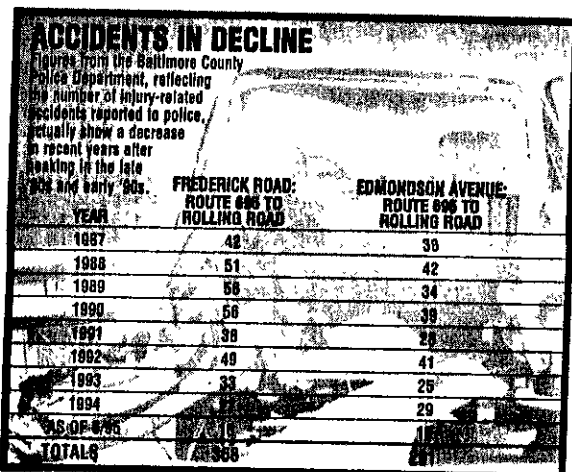 ACCIDENTS IN DECLINE
Figures from the Baltimore County
Police Department, reflecting
the number of injury-related
accidents reported to police,
actually show a decrease
in recent years after
peaking in the late
'80s and early '90s.
YEAR FREDERICK ROAD: ROUTE 695 TO ROLLING ROAD EDMONDSON AVENUE: ROUTE 695 TO ROLLING ROAD
1987 42
1988 51 42
1989 34
1990 56 39
1991 38
1992 49 41
1993 33 25
1994 29
AS OF
TOTALS